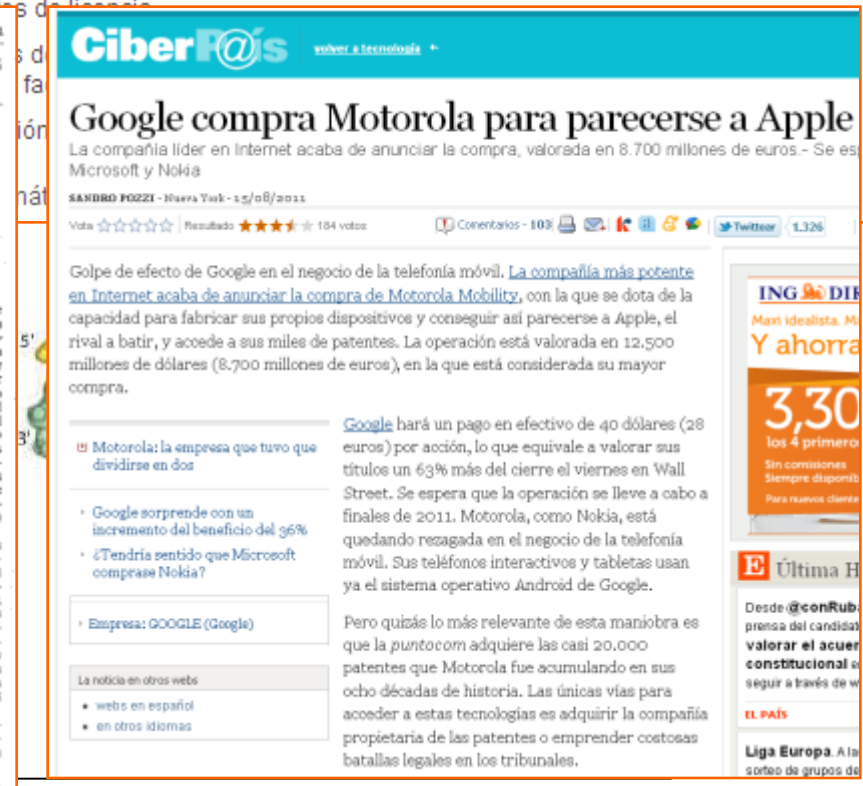 CiberP@ís volver a tecnología
Google compra Motorola para parecerse a Apple
La compañía líder en Internet acaba de anunciar la compra, valorada en 8.700 millones de euros.- Se
Microsoft y Nokia
SANDRO POZZI - Nueva York - 15/08/2011
Vota Resultado 184 votos Comentarios - 103 Twittear 1.326
Golpe de efecto de Google en el negocio de la telefonía móvil. La compañía más potente
en Internet acaba de anunciar la compra de Motorola Mobility, con la que se dota de la
capacidad para fabricar sus propios dispositivos y conseguir así parecerse a Apple, el
rival a batir, y accede a sus miles de patentes. La operación está valorada en 12.500
millones de dólares (8.700 millones de euros), en la que está considerada su mayor
compra.
Motorola: la empresa que tuvo que
dividirse en dos
Google sorprende con un
incremento del beneficio del 36%
¿Tendría sentido que Microsoft
comprase Nokia?
Empresa: GOOGLE (Google)
La noticia en otros webs
webs en español
en otros idiomas
Google hará un pago en efectivo de 40 dólares (28
euros) por acción, lo que equivale a valorar sus
títulos un 63% más del cierre el viernes en Wall
Street. Se espera que la operación se lleve a cabo a
finales de 2011. Motorola, como Nokia, está
quedando rezagada en el negocio de la telefonía
móvil. Sus teléfonos interactivos y tabletas usan
ya el sistema operativo Android de Google.
Pero quizás lo más relevante de esta maniobra es
que la puntocom adquiere las casi 20.000
patentes que Motorola fue acumulando en sus
ocho décadas de historia. Las únicas vías para
acceder a estas tecnologías es adquirir la compañía
propietaria de las patentes o emprender costosas
batallas legales en los tribunales.
ING DI
Maxi idealista.
Y ahorra
3,30
los 4 primero
Sin comisiones
Siempre
Para nuevos cliente
E Última H
Desde @conRub
prensa del candidat
valorar el acuer
constitucional
seguir a través de w
EL PAÍS
Liga Europa. A la
sorteo de grupos de
5'
3'